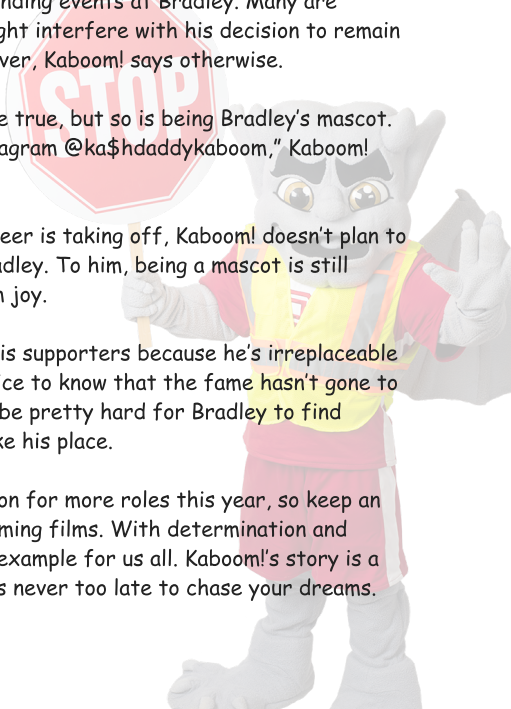 nding events at Bradley. Many are
ght interfere with his decision to remain
ver, Kaboom! says otherwise.
STOP
e true, but so is being Bradley's mascot.
agram @ka$hdaddykaboom,” Kaboom!
eer is taking off, Kaboom! doesn't plan to
adley. To him, being a mascot is still
n joy.
is supporters because he's irreplaceable
ice to know that the fame hasn't gone to
be pretty hard for Bradley to find
ke his place.
on for more roles this year, so keep an
ming films. With determination and
example for us all. Kaboom!'s story is a
s never too late to chase your dreams.